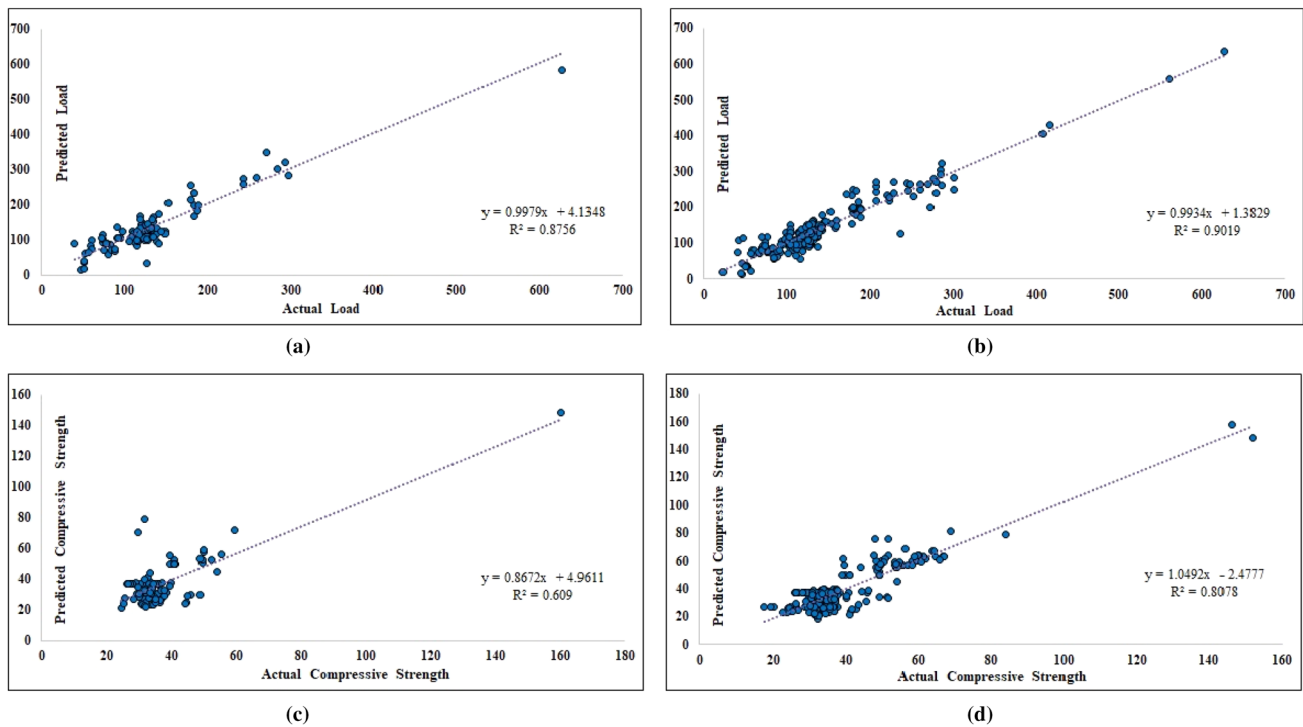 700
600
500
400
300
200
100
0
Predicted Load
y = 0.9979x + 4.1348
R² = 0.8756
0 100 200 300 400 500 600 700
Actual Load
(a)
700
600
500
400
300
200
100
0
Predicted Load
y = 0.9934x + 1.3829
R² = 0.9019
0 100 200 300 400 500 600 700
Actual Load
(b)
160
140
120
100
80
60
40
20
0
Predicted Compressive Strength
y = 0.8672x + 4.9611
R² = 0.609
0 20 40 60 80 100 120 140 160 180
Actual Compressive Strength
(c)
180
160
140
120
100
80
60
40
20
0
Predicted Compressive Strength
y = 1.0492x - 2.4777
R² = 0.8078
0 20 40 60 80 100 120 140 160
Actual Compressive Strength
(d)